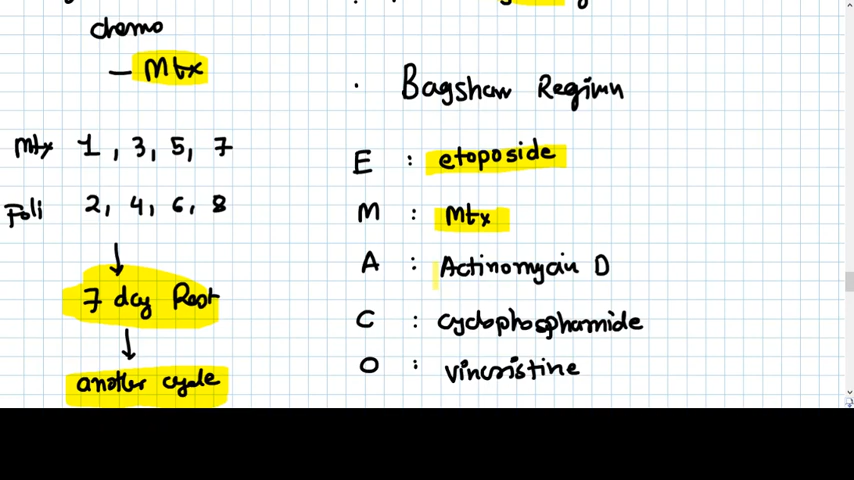 chemo
– Mtx
Mtx 1, 3, 5, 7
Foli 2, 4, 6, 8
↓
7 day Rest
↓
another cycle
· Bagshaw Regimn
E : etoposide
M : Mtx
A : Actinomycin D
C : cyclophosphamide
O : vincristine